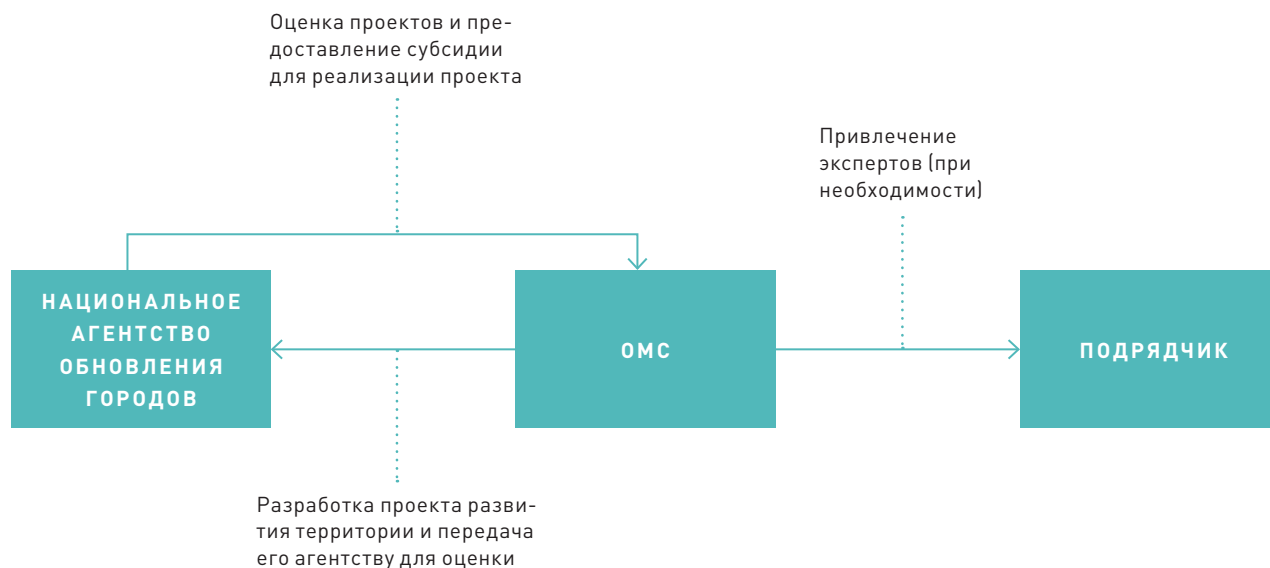 Оценка проектов и пре-
доставление субсидии
для реализации проекта
Привлечение
экспертов (при
необходимости)
НАЦИОНАЛЬНОЕ
АГЕНТСТВО
ОБНОВЛЕНИЯ
ГОРОДОВ
ОМС
ПОДРЯДЧИК
Разработка проекта разви-
тия территории и передача
его агентству для оценки